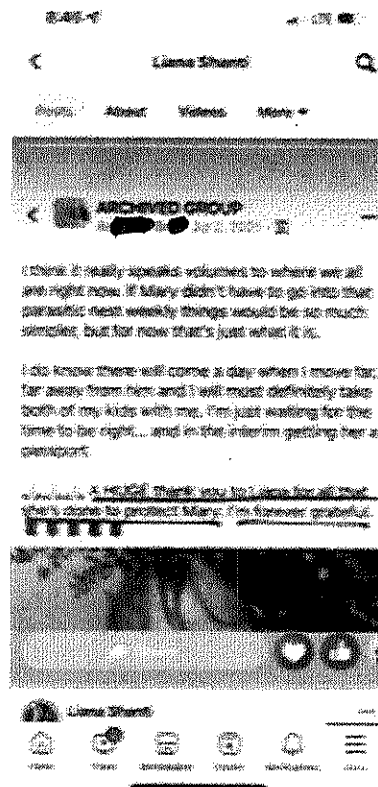 Liana Shanti
Posts About Videos More
ARCHIVED GROUP
I think it really speaks volumes to where we all
are right now. If Mary didn't have to go into that
parasitic nest weekly things would be so much
simpler, but for now that's just what it is.
I do know there will come a day when I move far,
far away from him and I will most definitely take
both of my kids with me. I'm just waiting for the
time to be right.... and in the interim getting her a
passport.
A HUGE thank you to Liana for all that
she's done to protect Mary. I'm forever grateful.
Liana Shanti